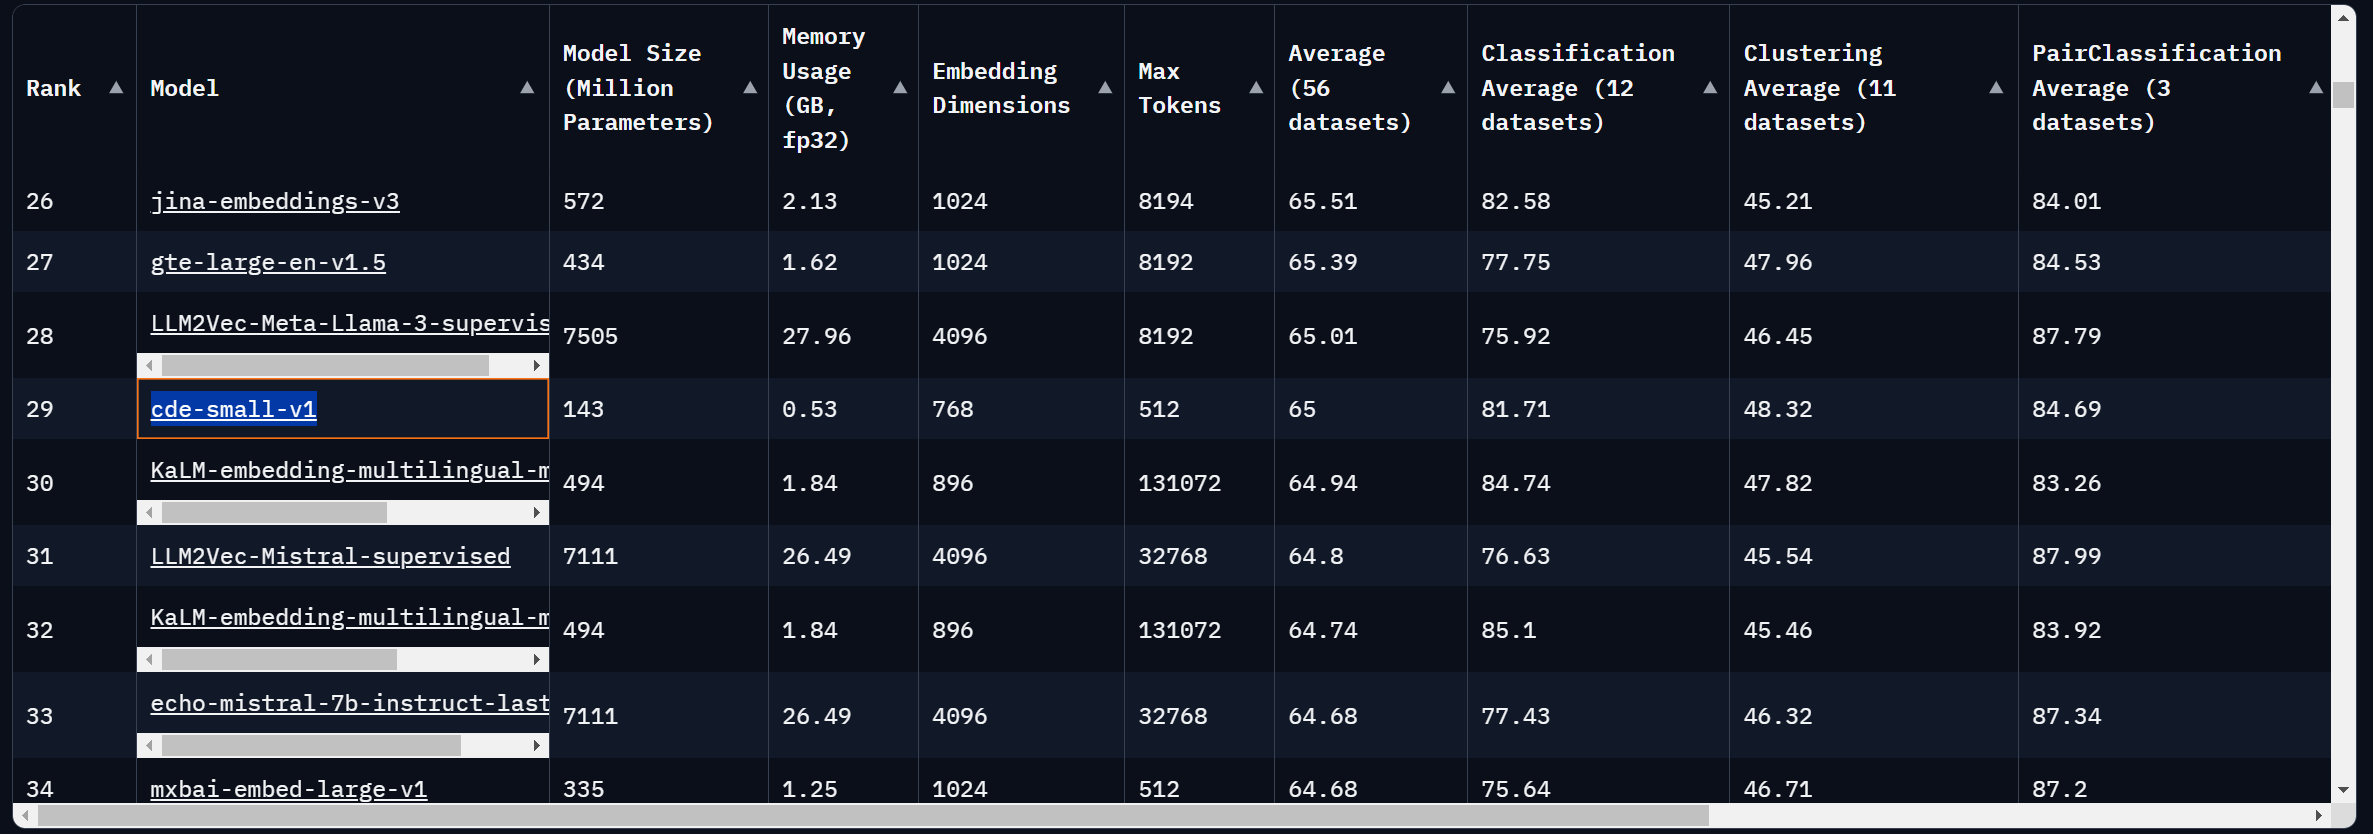 Rank Model Model Size (Million Parameters) Memory Usage (GB, fp32) Embedding Dimensions Max Tokens Average (56 datasets) Classification Average (12 datasets) Clustering Average (11 datasets) PairClassification Average (3 datasets)
26 jina-embeddings-v3 572 2.13 1024 8194 65.51 82.58 45.21 84.01
27 gte-large-en-v1.5 434 1.62 1024 8192 65.39 77.75 47.96 84.53
28 LLM2Vec-Meta-Llama-3-supervis 7505 27.96 4096 8192 65.01 75.92 46.45 87.79
29 cde-small-v1 143 0.53 768 512 65 81.71 48.32 84.69
30 KaLM-embedding-multilingual-m 494 1.84 896 131072 64.94 84.74 47.82 83.26
31 LLM2Vec-Mistral-supervised 7111 26.49 4096 32768 64.8 76.63 45.54 87.99
32 KaLM-embedding-multilingual-m 494 1.84 896 131072 64.74 85.1 45.46 83.92
33 echo-mistral-7b-instruct-last 7111 26.49 4096 32768 64.68 77.43 46.32 87.34
34 mxbai-embed-large-v1 335 1.25 1024 512 64.68 75.64 46.71 87.2